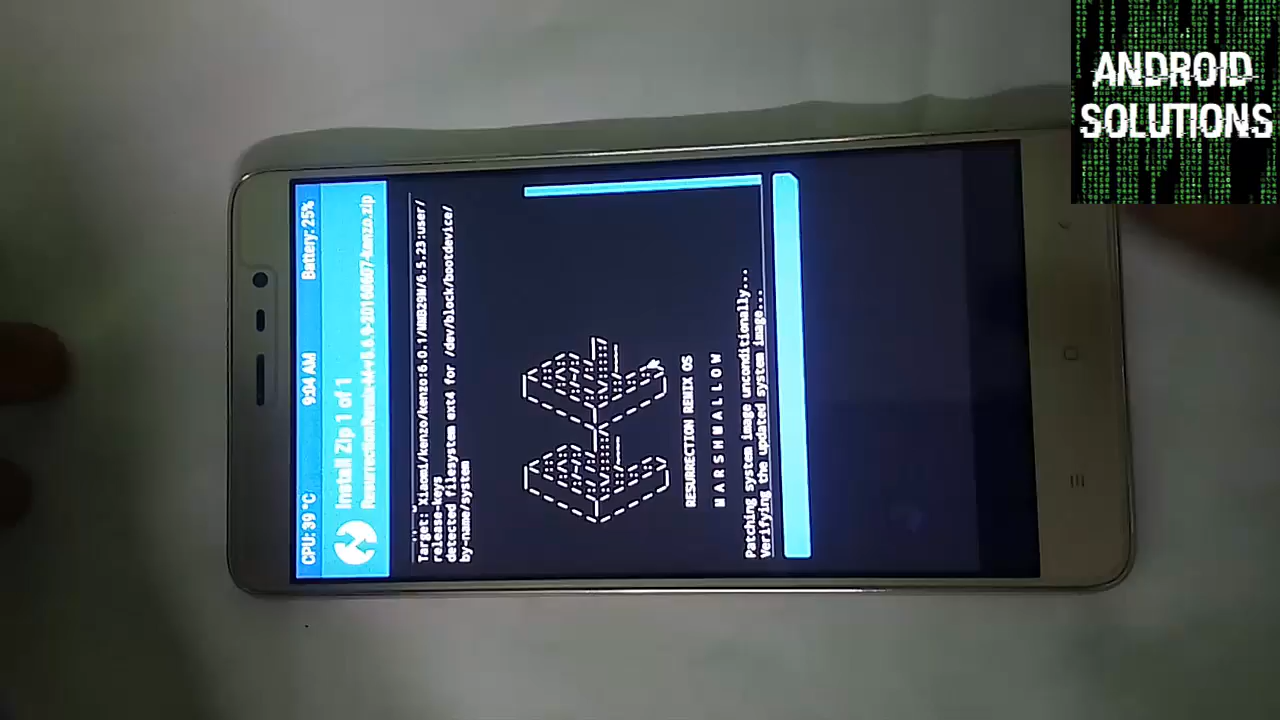 ANDROID
SOLUTIONS
CPU: 39 °C 9:04 AM Battery: 25%
Install Zip 1 of 1
Target: Xiaomi/kenzo/kenzo:6.0.1/MMB29M/6.5.23:user/
release-keys
detected filesystem ext4 for /dev/block/bootdevice/
by-name/system
RESURRECTION REMIX OS
M A R S H M A L L O W
Patching system image unconditionally...
Verifying the updated system image...